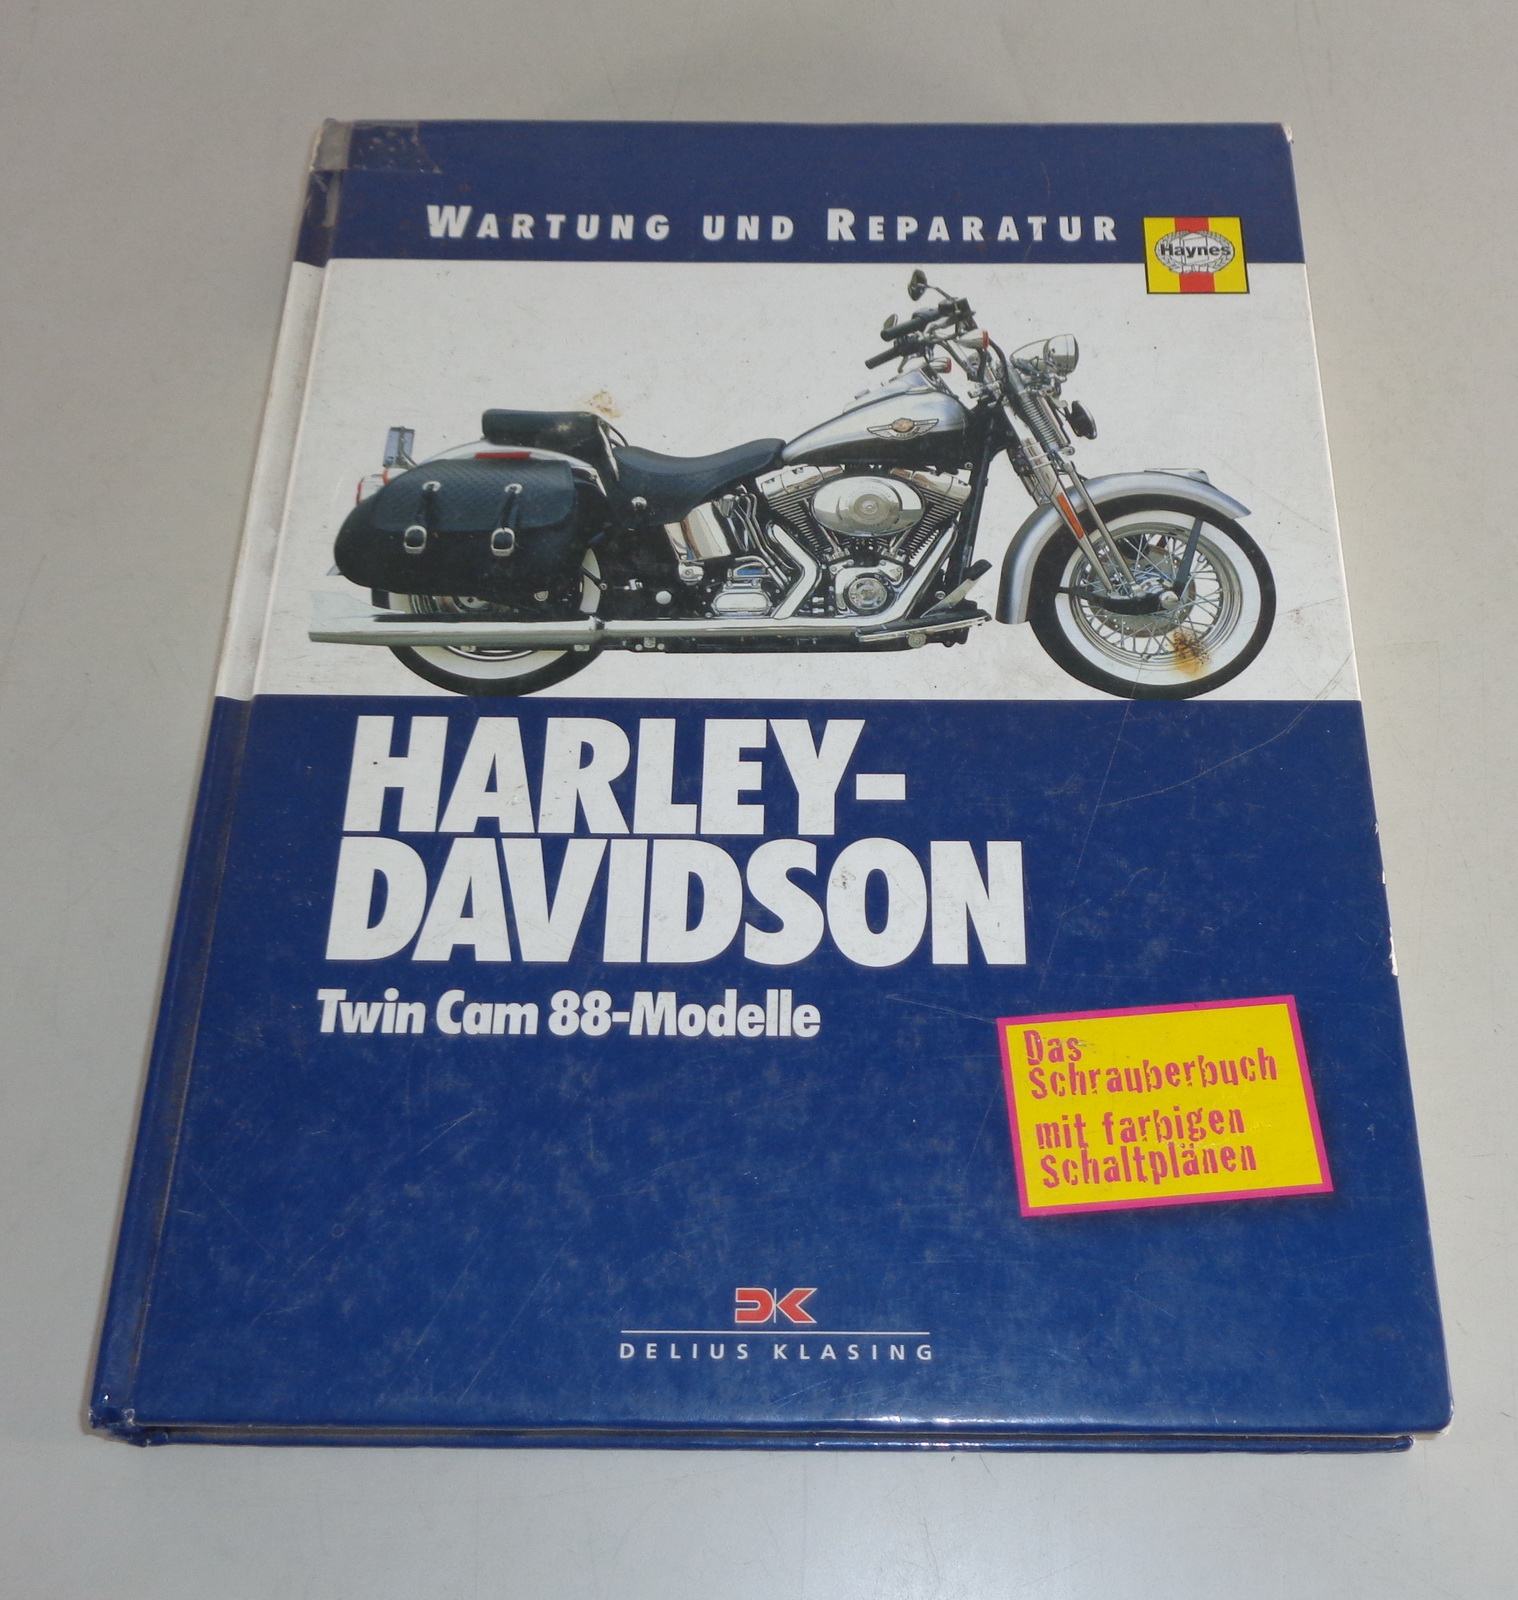 WARTUNG UND REPARATUR
Haynes
HARLEY-
DAVIDSON
Twin Cam 88-Modelle
Das
Schrauberbuch
mit farbigen
Schaltplänen
DK
DELIUS KLASING